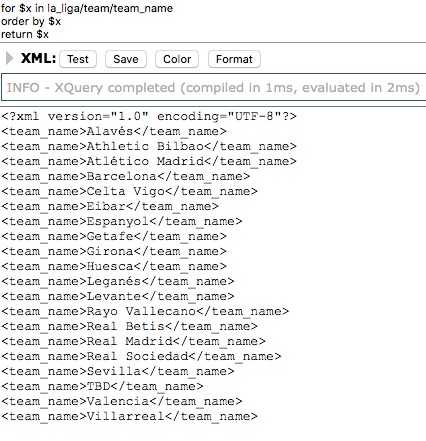 for $x in la_liga/team/team_name
order by $x
return $x
XML: Test Save Color Format
INFO - XQuery completed (compiled in 1ms, evaluated in 2ms)
<?xml version="1.0" encoding="UTF-8"?>
<team_name>Alavés</team_name>
<team_name>Athletic Bilbao</team_name>
<team_name>Atlético Madrid</team_name>
<team_name>Barcelona</team_name>
<team_name>Celta Vigo</team_name>
<team_name>Eibar</team_name>
<team_name>Espanyol</team_name>
<team_name>Getafe</team_name>
<team_name>Girona</team_name>
<team_name>Huesca</team_name>
<team_name>Leganés</team_name>
<team_name>Levante</team_name>
<team_name>Rayo Vallecano</team_name>
<team_name>Real Betis</team_name>
<team_name>Real Madrid</team_name>
<team_name>Real Sociedad</team_name>
<team_name>Sevilla</team_name>
<team_name>TBD</team_name>
<team_name>Valencia</team_name>
<team_name>Villarreal</team_name>